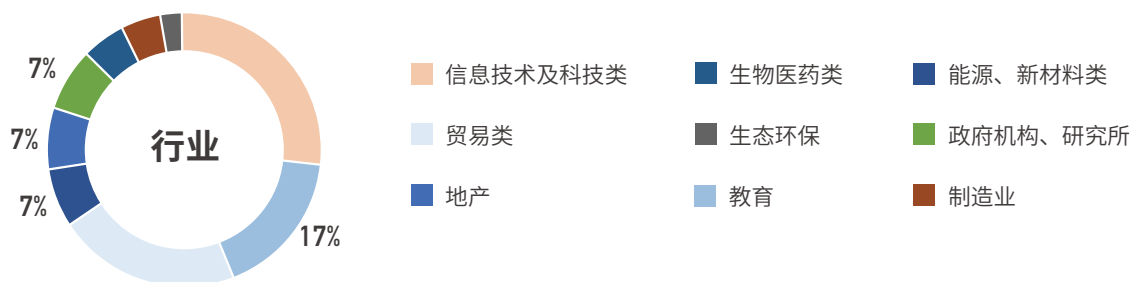 7%
7%
7%
17%
行业
信息技术及科技类
生物医药类
能源、新材料类
贸易类
生态环保
政府机构、研究所
地产
教育
制造业